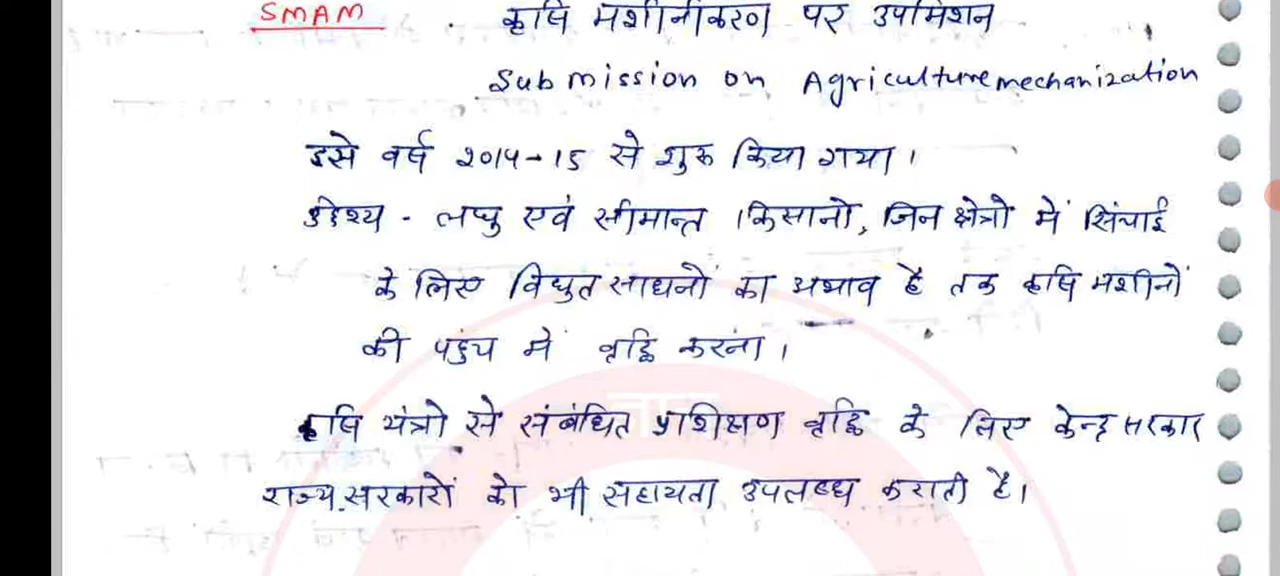 SMAM . कृषि मशीनीकरण पर उपमिशन
Submission on Agriculture mechanization
इसे वर्ष 2014-15 से शुरू किया गया।
उद्देश्य - लघु एवं सीमान्त किसानो, जिन क्षेत्रो में सिंचाई
के लिए विद्युत साधनों का अभाव है तक कृषि मशीनों
की पहुंच में वृद्धि करना।
कृषि यंत्रो से संबंधित प्रशिक्षण वृद्धि के लिए केन्द्र सरकार
राज्य सरकारों को भी सहायता उपलब्ध कराती है।